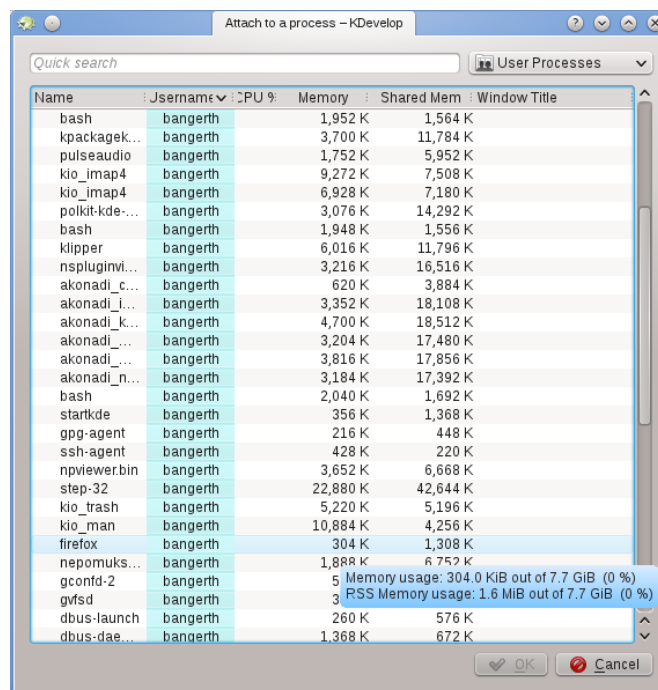 Attach to a process – KDevelop
Quick search
User Processes
Name Username CPU % Memory Shared Mem Window Title
bash bangerth 1,952 K 1,564 K
kpackagek... bangerth 3,700 K 11,784 K
pulseaudio bangerth 1,752 K 5,952 K
kio_imap4 bangerth 9,272 K 7,508 K
kio_imap4 bangerth 6,928 K 7,180 K
polkit-kde-... bangerth 3,076 K 14,292 K
bash bangerth 1,948 K 1,556 K
klipper bangerth 6,016 K 11,796 K
nspluginvi... bangerth 3,216 K 16,516 K
akonadi_c... bangerth 620 K 3,884 K
akonadi_i... bangerth 3,352 K 18,108 K
akonadi_k... bangerth 4,700 K 18,512 K
akonadi_... bangerth 3,204 K 17,480 K
akonadi_... bangerth 3,816 K 17,856 K
akonadi_n... bangerth 3,184 K 17,392 K
bash bangerth 2,040 K 1,692 K
startkde bangerth 356 K 1,368 K
gpg-agent bangerth 216 K 448 K
ssh-agent bangerth 428 K 220 K
npviewer.bin bangerth 3,652 K 6,668 K
step-32 bangerth 22,880 K 42,644 K
kio_trash bangerth 5,220 K 5,196 K
kio_man bangerth 10,884 K 4,256 K
firefox bangerth 304 K 1,308 K
nepomuks... bangerth 1,888 K 6,752 K
gconfd-2 bangerth 5
Memory usage: 304.0 KiB out of 7.7 GiB (0 %)
gvfsd bangerth 3
RSS Memory usage: 1.6 MiB out of 7.7 GiB (0 %)
dbus-launch bangerth 260 K 576 K
dbus-dae... bangerth 1,368 K 672 K
OK Cancel